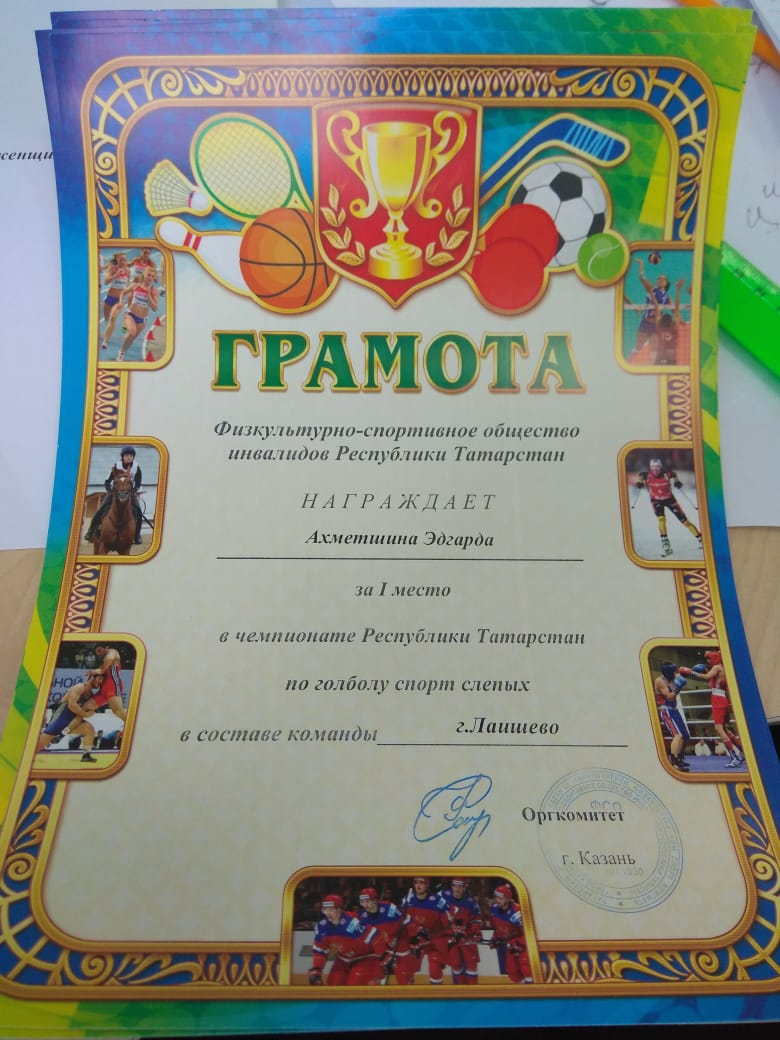 ГРАМОТА
Физкультурно-спортивное общество
инвалидов Республики Татарстан
НАГРАЖДАЕТ
Ахметшина Эдгарда
за I место
в чемпионате Республики Татарстан
по голболу спорт слепых
в составе команды г.Лаишево
Оргкомитет
ФСО
г. Казань